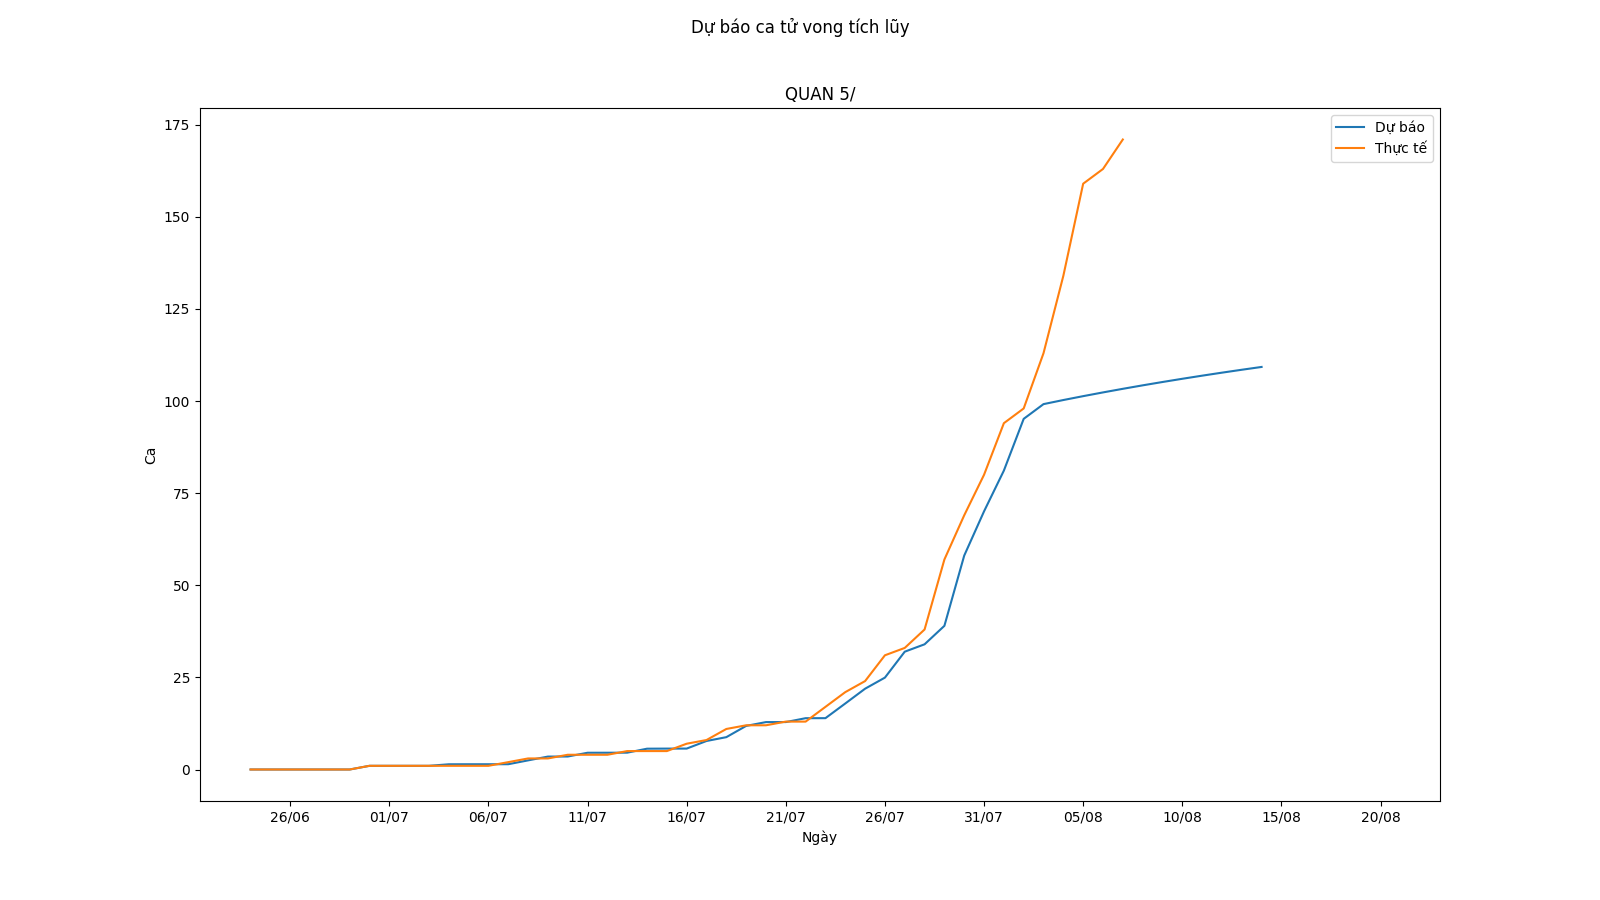 Dự báo ca tử vong tích lũy
QUAN 5/
Dự báo
Thực tế
175
150
125
100
75
50
25
0
Ca
26/06 01/07 06/07 11/07 16/07 21/07 26/07 31/07 05/08 10/08 15/08 20/08
Ngày